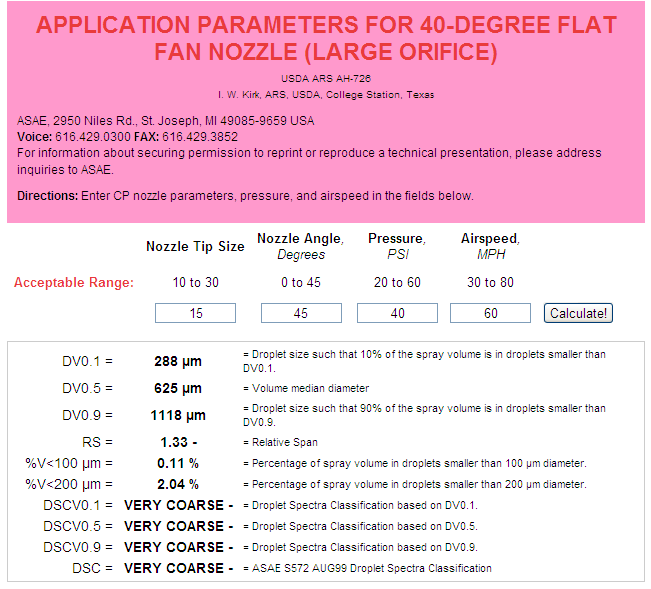 APPLICATION PARAMETERS FOR 40-DEGREE FLAT
FAN NOZZLE (LARGE ORIFICE)
USDA ARS AH-726
I. W. Kirk, ARS, USDA, College Station, Texas
ASAE, 2950 Niles Rd., St. Joseph, MI 49085-9659 USA
Voice: 616.429.0300 FAX: 616.429.3852
For information about securing permission to reprint or reproduce a technical presentation, please address
inquiries to ASAE.
Directions: Enter CP nozzle parameters, pressure, and airspeed in the fields below.
Nozzle Tip Size Nozzle Angle, Degrees Pressure, PSI Airspeed, MPH
Acceptable Range: 10 to 30 0 to 45 20 to 60 30 to 80
15 45 40 60 Calculate!
DV0.1 = 288 µm = Droplet size such that 10% of the spray volume is in droplets smaller than
DV0.1.
DV0.5 = 625 µm = Volume median diameter
DV0.9 = 1118 µm = Droplet size such that 90% of the spray volume is in droplets smaller than
DV0.9.
RS = 1.33 - = Relative Span
%V<100 µm = 0.11 % = Percentage of spray volume in droplets smaller than 100 µm diameter.
%V<200 µm = 2.04 % = Percentage of spray volume in droplets smaller than 200 µm diameter.
DSCV0.1 = VERY COARSE - = Droplet Spectra Classification based on DV0.1.
DSCV0.5 = VERY COARSE - = Droplet Spectra Classification based on DV0.5.
DSCV0.9 = VERY COARSE - = Droplet Spectra Classification based on DV0.9.
DSC = VERY COARSE - = ASAE S572 AUG99 Droplet Spectra Classification